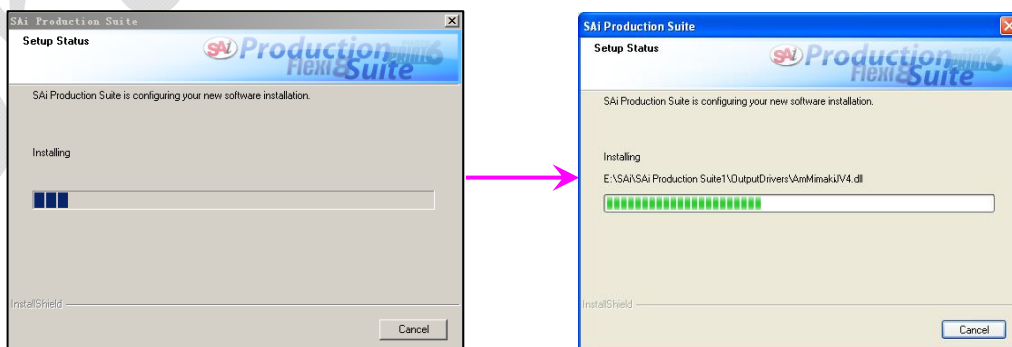 SAi Production Suite
Setup Status
SAi Production
Flexi & Suite
SAi Production Suite is configuring your new software installation.
Installing
InstallShield
Cancel
SAi Production Suite
Setup Status
SAi Production
Flexi & Suite
SAi Production Suite is configuring your new software installation.
Installing
E:\SAi\SAi Production Suite1\OutputDrivers\AmMimakiJV4.dll
InstallShield
Cancel